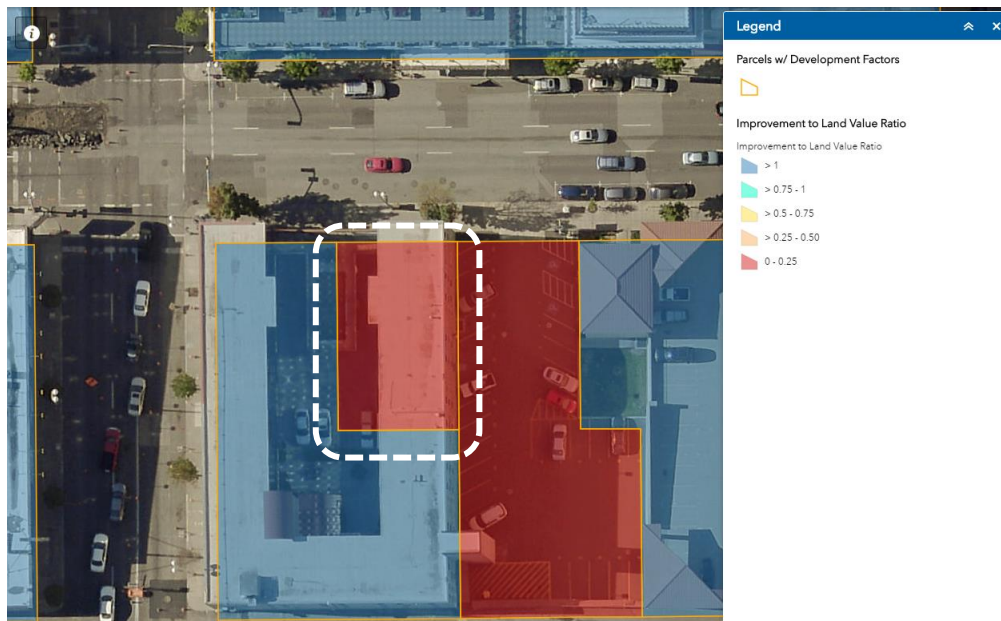 i
Legend
Parcels w/ Development Factors
Improvement to Land Value Ratio
Improvement to Land Value Ratio
> 1
> 0.75 - 1
> 0.5 - 0.75
> 0.25 - 0.50
0 - 0.25